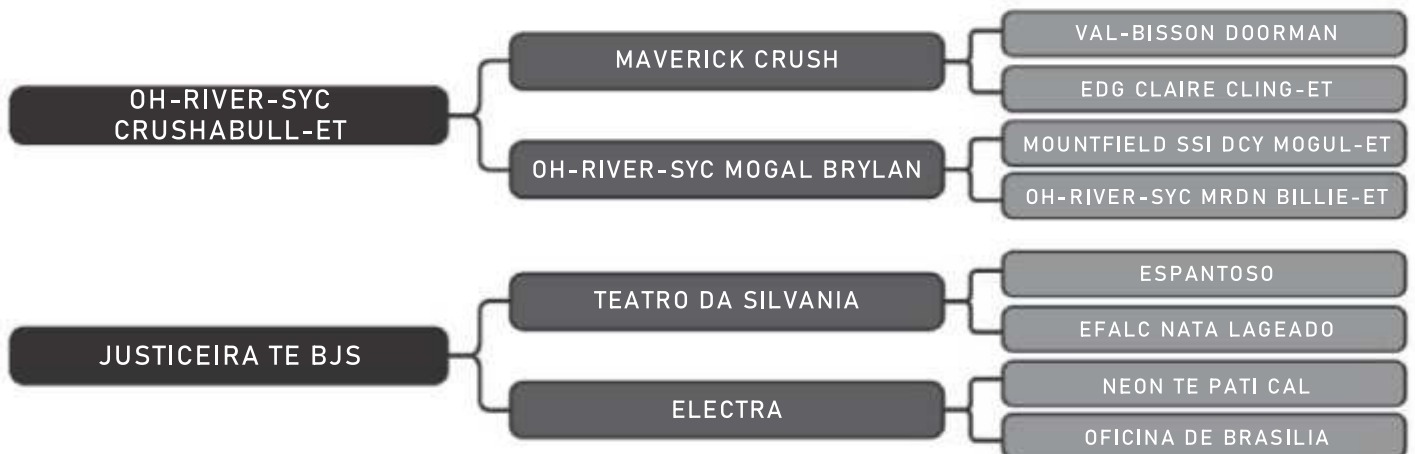 OH-RIVER-SYC
CRUSHABULL-ET
MAVERICK CRUSH
VAL-BISSON DOORMAN
EDG CLAIRE CLING-ET
OH-RIVER-SYC MOGAL BRYLAN
MOUNTFIELD SSI DCY MOGUL-ET
OH-RIVER-SYC MRDN BILLIE-ET
JUSTICEIRA TE BJS
TEATRO DA SILVANIA
ESPANTOSO
EFALC NATA LAGEADO
ELECTRA
NEON TE PATI CAL
OFICINA DE BRASILIA